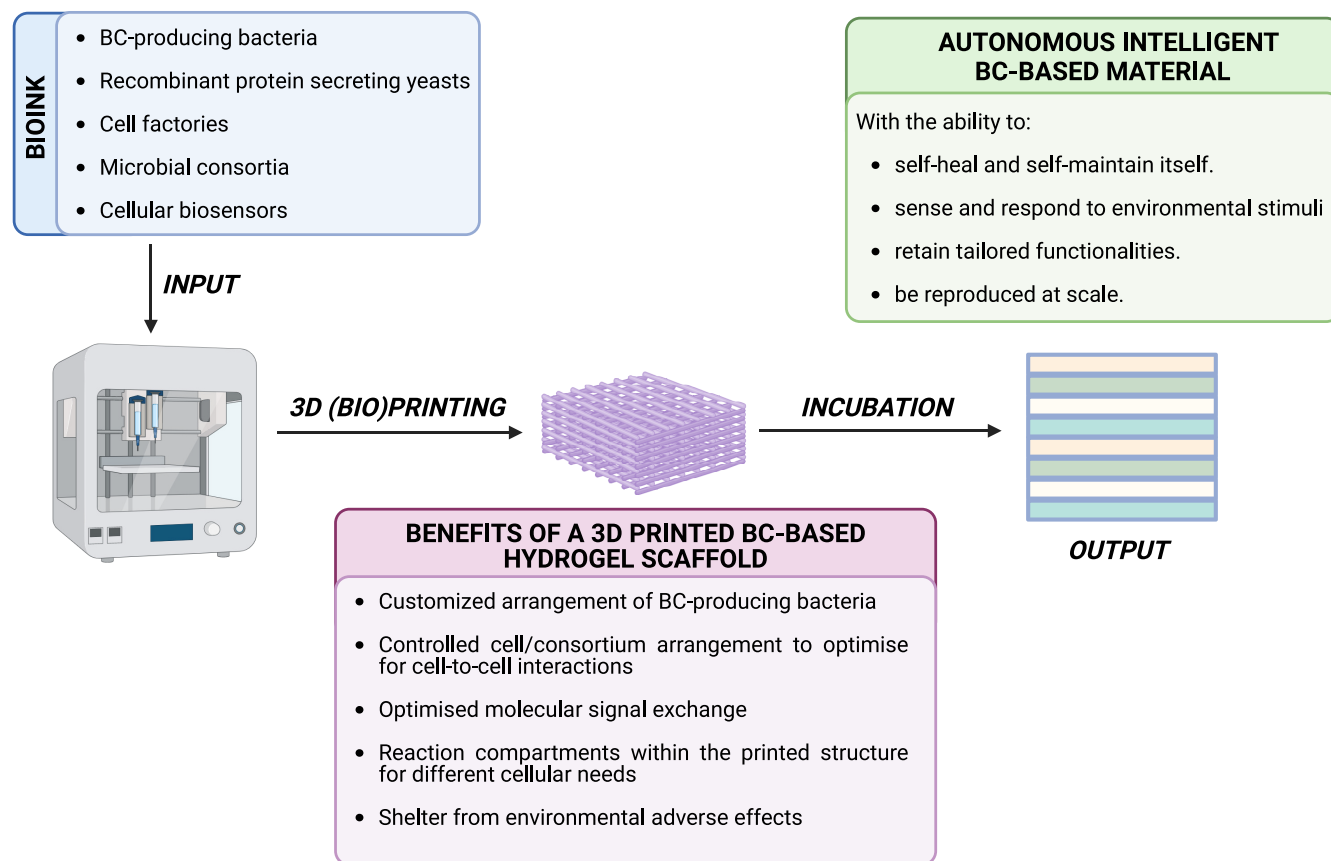 BIOINK
• BC-producing bacteria
• Recombinant protein secreting yeasts
• Cell factories
• Microbial consortia
• Cellular biosensors
INPUT
3D (BIO)PRINTING
BENEFITS OF A 3D PRINTED BC-BASED
HYDROGEL SCAFFOLD
• Customized arrangement of BC-producing bacteria
• Controlled cell/consortium arrangement to optimise
for cell-to-cell interactions
• Optimised molecular signal exchange
• Reaction compartments within the printed structure
for different cellular needs
• Shelter from environmental adverse effects
INCUBATION
AUTONOMOUS INTELLIGENT
BC-BASED MATERIAL
With the ability to:
• self-heal and self-maintain itself.
• sense and respond to environmental stimuli
• retain tailored functionalities.
• be reproduced at scale.
OUTPUT